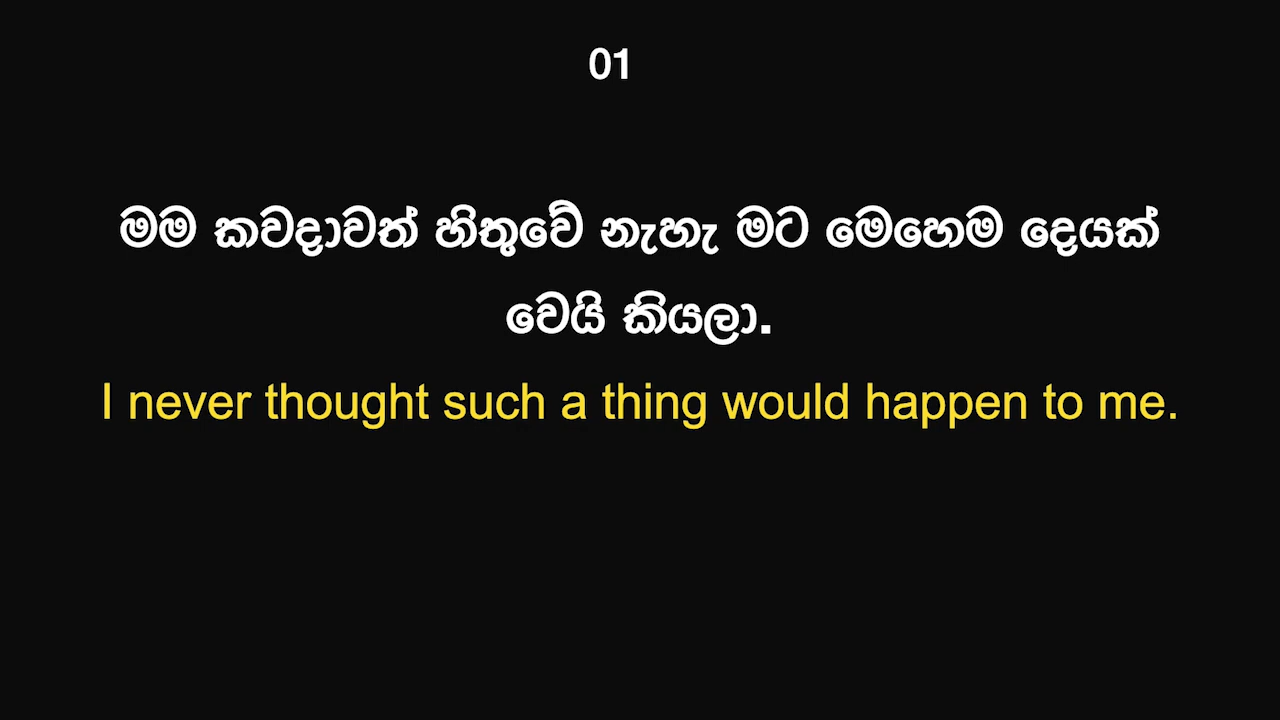 01
මම කවදාවත් හිතුවේ නැහැ මට මෙහෙම දෙයක්
වෙයි කියලා.
I never thought such a thing would happen to me.